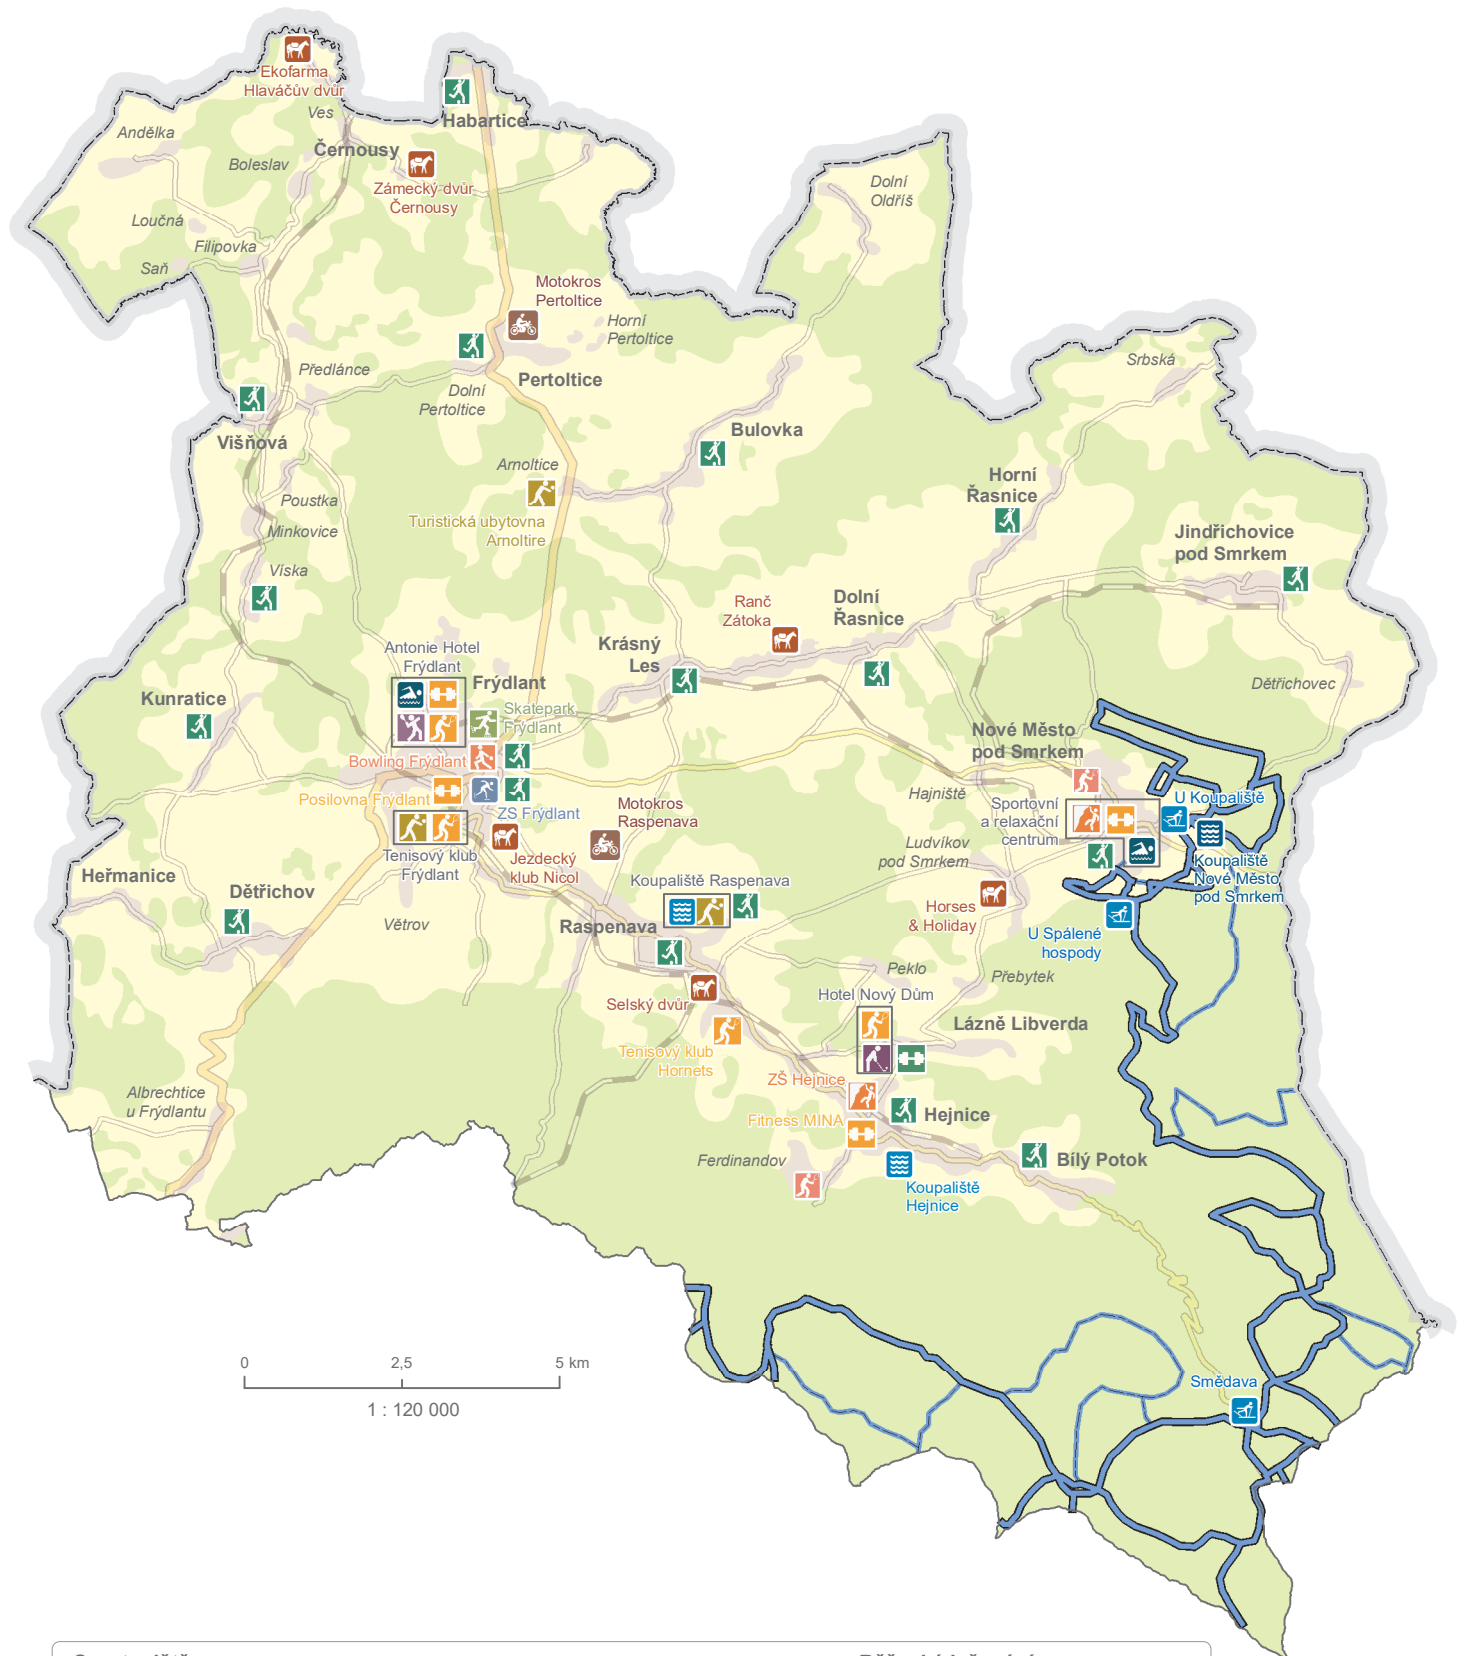 Ekofarma
Hlaváčův dvůr
Ves
Habartice
Andělka
Černousy
Boleslav
Zámecký dvůr
Černousy
Dolní
Oldříš
Loučná
Filipovka
Saň
Motokros
Pertoltice
Horní
Pertoltice
Srbská
Předlánce
Pertoltice
Dolní
Pertoltice
Višňová
Bulovka
Arnoltice
Horní
Řasnice
Poustka
Turistická ubytovna
Arnoltire
Minkovice
Jindřichovice
pod Smrkem
Víska
Ranč
Zátoka
Dolní
Řasnice
Antonie Hotel
Frýdlant
Krásný
Les
Frýdlant
Dětřichovec
Kunratice
Skatepark
Frýdlant
Nové Město
pod Smrkem
Bowling Frýdlant
Posilovna Frýdlant
Hajniště
Sportovní
a relaxační
centrum
U Koupaliště
ZS Frýdlant
Motokros
Raspenava
Ludvíkov
pod Smrkem
Tenisový klub
Frýdlant
Jezdecký
klub Nicol
Koupaliště
Nové Město
pod Smrkem
Heřmanice
Dětřichov
Koupaliště Raspenava
Horses
& Holiday
Větrov
Raspenava
U Spálené
hospody
Peklo
Přebytek
Hotel Nový Dům
Selský dvůr
Lázně Libverda
Tenisový klub
Hornets
ZŠ Hejnice
Albrechtice
u Frýdlantu
Hejnice
Fitness MINA
Ferdinandov
Bílý Potok
Koupaliště
Hejnice
0 2,5 5 km
1 : 120 000
Smědava